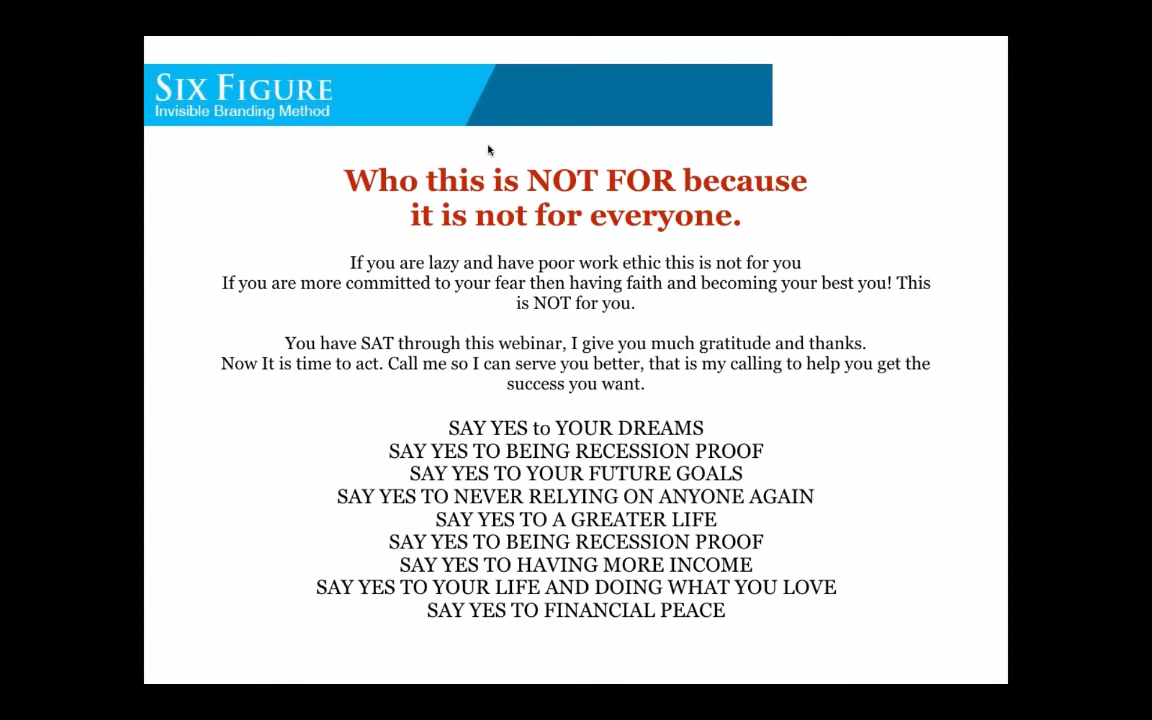 SIX FIGURE
Invisible Branding Method
Who this is NOT FOR because
it is not for everyone.
If you are lazy and have poor work ethic this is not for you
If you are more committed to your fear then having faith and becoming your best you! This
is NOT for you.
You have SAT through this webinar, I give you much gratitude and thanks.
Now It is time to act. Call me so I can serve you better, that is my calling to help you get the
success you want.
SAY YES to YOUR DREAMS
SAY YES TO BEING RECESSION PROOF
SAY YES TO YOUR FUTURE GOALS
SAY YES TO NEVER RELYING ON ANYONE AGAIN
SAY YES TO A GREATER LIFE
SAY YES TO BEING RECESSION PROOF
SAY YES TO HAVING MORE INCOME
SAY YES TO YOUR LIFE AND DOING WHAT YOU LOVE
SAY YES TO FINANCIAL PEACE